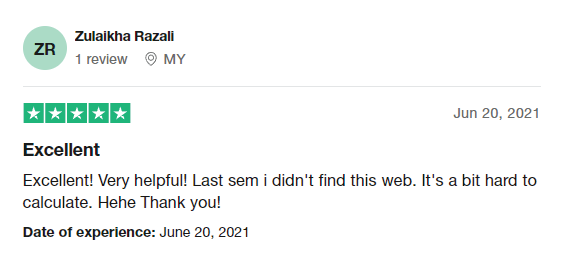 ZR
Zulaikha Razali
1 review MY
Jun 20, 2021
Excellent
Excellent! Very helpful! Last sem i didn't find this web. It's a bit hard to
calculate. Hehe Thank you!
Date of experience: June 20, 2021